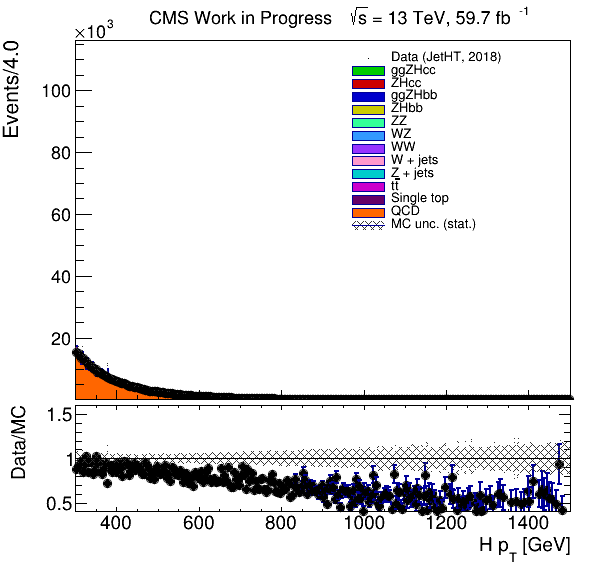 CMS Work in Progress √s = 13 TeV, 59.7 fb⁻¹
×10³
Events/4.0
100
80
60
40
20
Data (JetHT, 2018)
ggZHcc
ZHcc
ggZHbb
ZHbb
ZZ
WZ
WW
W + jets
Z + jets
tt̅
Single top
QCD
MC unc. (stat.)
Data/MC
1.5
1
0.5
400 600 800 1000 1200 1400
H p_T [GeV]